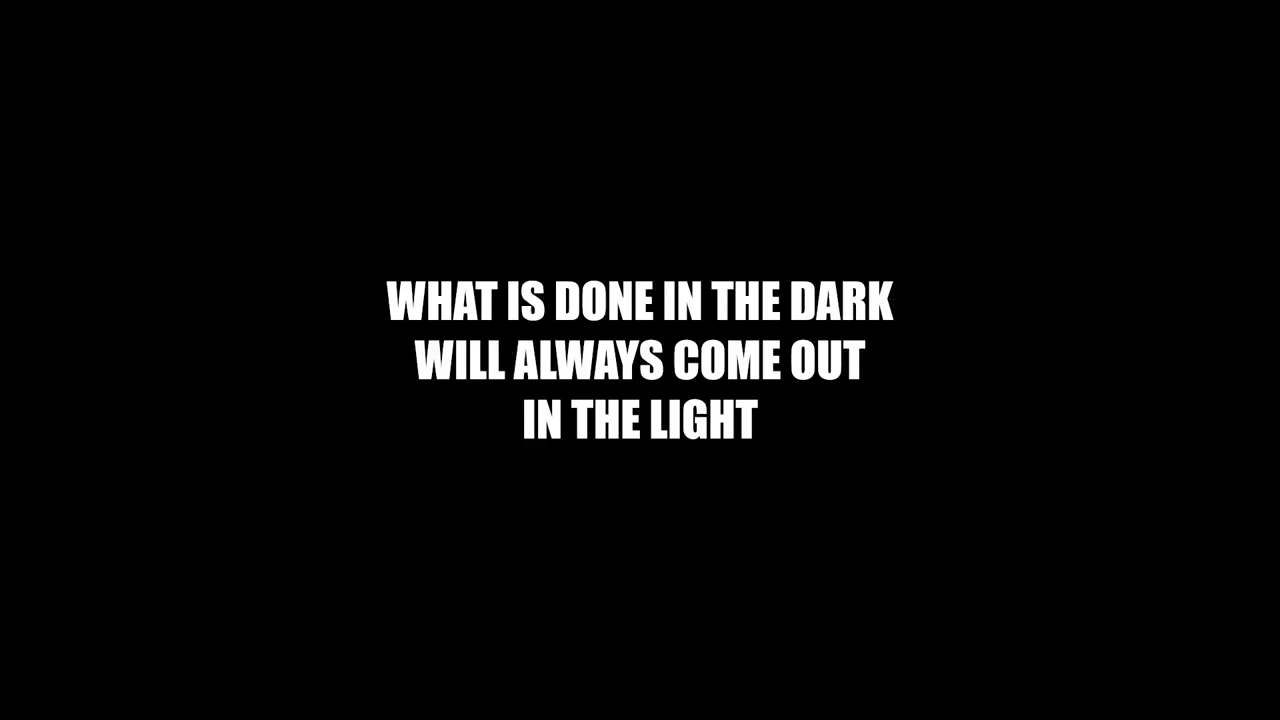 WHAT IS DONE IN THE DARK
WILL ALWAYS COME OUT
IN THE LIGHT